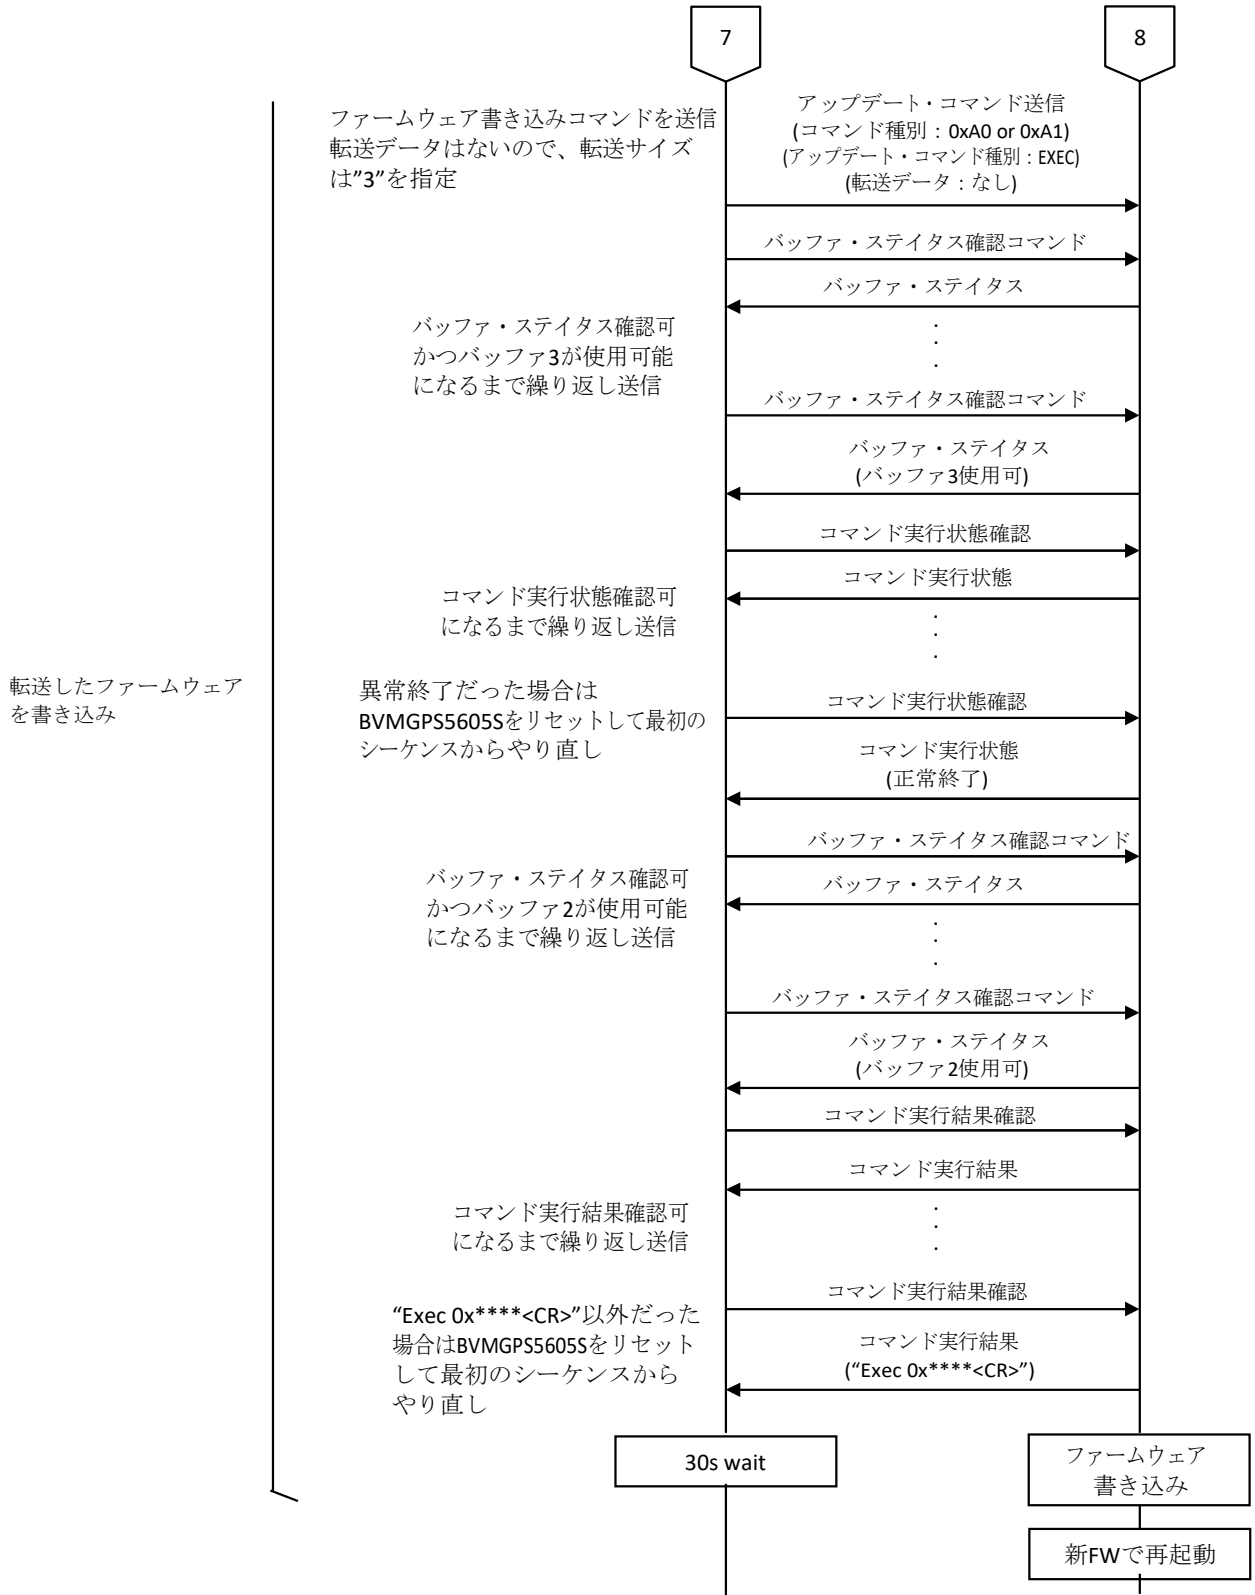 7
8
ファームウェア書き込みコマンドを送信
転送データはないので、転送サイズ
は”3”を指定
アップデート・コマンド送信
(コマンド種別：0xA0 or 0xA1)
(アップデート・コマンド種別：EXEC)
(転送データ：なし)
バッファ・ステイタス確認コマンド
バッファ・ステイタス
バッファ・ステイタス確認可
かつバッファ3が使用可能
になるまで繰り返し送信
.
.
.
バッファ・ステイタス確認コマンド
バッファ・ステイタス
(バッファ3使用可)
コマンド実行状態確認
コマンド実行状態
コマンド実行状態確認可
になるまで繰り返し送信
.
.
.
転送したファームウェア
を書き込み
異常終了だった場合は
BVMGPS5605Sをリセットして最初の
シーケンスからやり直し
コマンド実行状態確認
コマンド実行状態
(正常終了)
バッファ・ステイタス確認コマンド
バッファ・ステイタス
バッファ・ステイタス確認可
かつバッファ2が使用可能
になるまで繰り返し送信
.
.
.
バッファ・ステイタス確認コマンド
バッファ・ステイタス
(バッファ2使用可)
コマンド実行結果確認
コマンド実行結果
コマンド実行結果確認可
になるまで繰り返し送信
.
.
.
コマンド実行結果確認
“Exec 0x****<CR>”以外だった
場合はBVMGPS5605Sをリセット
して最初のシーケンスから
やり直し
コマンド実行結果
(“Exec 0x****<CR>”)
30s wait
ファームウェア
書き込み
新FWで再起動